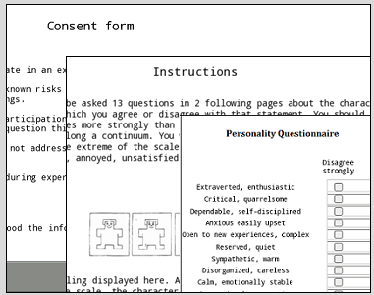 Consent form
ate in an ex
known risks
ngs.
articipation
question thi
not address
during exper
ood the info
Instructions
be asked 13 questions in 2 following pages about the charac
hich you agree or disagree with that statement. You should
es more strongly than
long a continuum. You
e extreme of the scale
, annoyed, unsatisfied
ling displayed here. A
e scale, the character
Personality Questionnaire
Disagree
strongly
Extraverted, enthusiastic
Critical, quarrelsome
Dependable, self-disciplined
Anxious easily upset
Open to new experiences, complex
Reserved, quiet
Sympathetic, warm
Disorganized, careless
Calm, emotionally stable